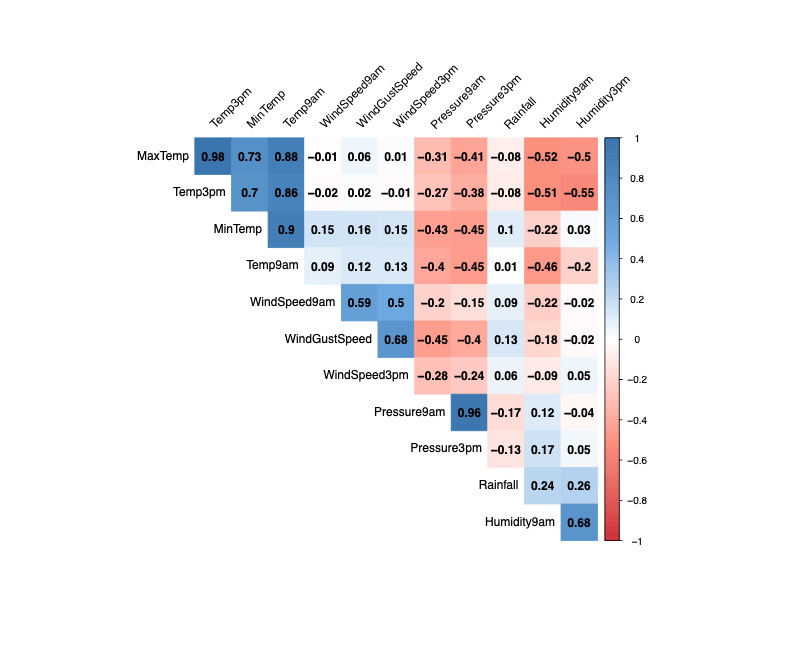 Temp3pm
MinTemp
Temp9am
WindSpeed9am
WindGustSpeed
WindSpeed3pm
Pressure9am
Pressure3pm
Rainfall
Humidity9am
Humidity3pm
MaxTemp 0.98 0.73 0.88 −0.01 0.06 0.01 −0.31 −0.41 −0.08 −0.52 −0.5
Temp3pm 0.7 0.86 −0.02 0.02 −0.01 −0.27 −0.38 −0.08 −0.51 −0.55
MinTemp 0.9 0.15 0.16 0.15 −0.43 −0.45 0.1 −0.22 0.03
Temp9am 0.09 0.12 0.13 −0.4 −0.45 0.01 −0.46 −0.2
WindSpeed9am 0.59 0.5 −0.2 −0.15 0.09 −0.22 −0.02
WindGustSpeed 0.68 −0.45 −0.4 0.13 −0.18 −0.02
WindSpeed3pm −0.28 −0.24 0.06 −0.09 0.05
Pressure9am 0.96 −0.17 0.12 −0.04
Pressure3pm −0.13 0.17 0.05
Rainfall 0.24 0.26
Humidity9am 0.68
1
0.8
0.6
0.4
0.2
0
−0.2
−0.4
−0.6
−0.8
−1